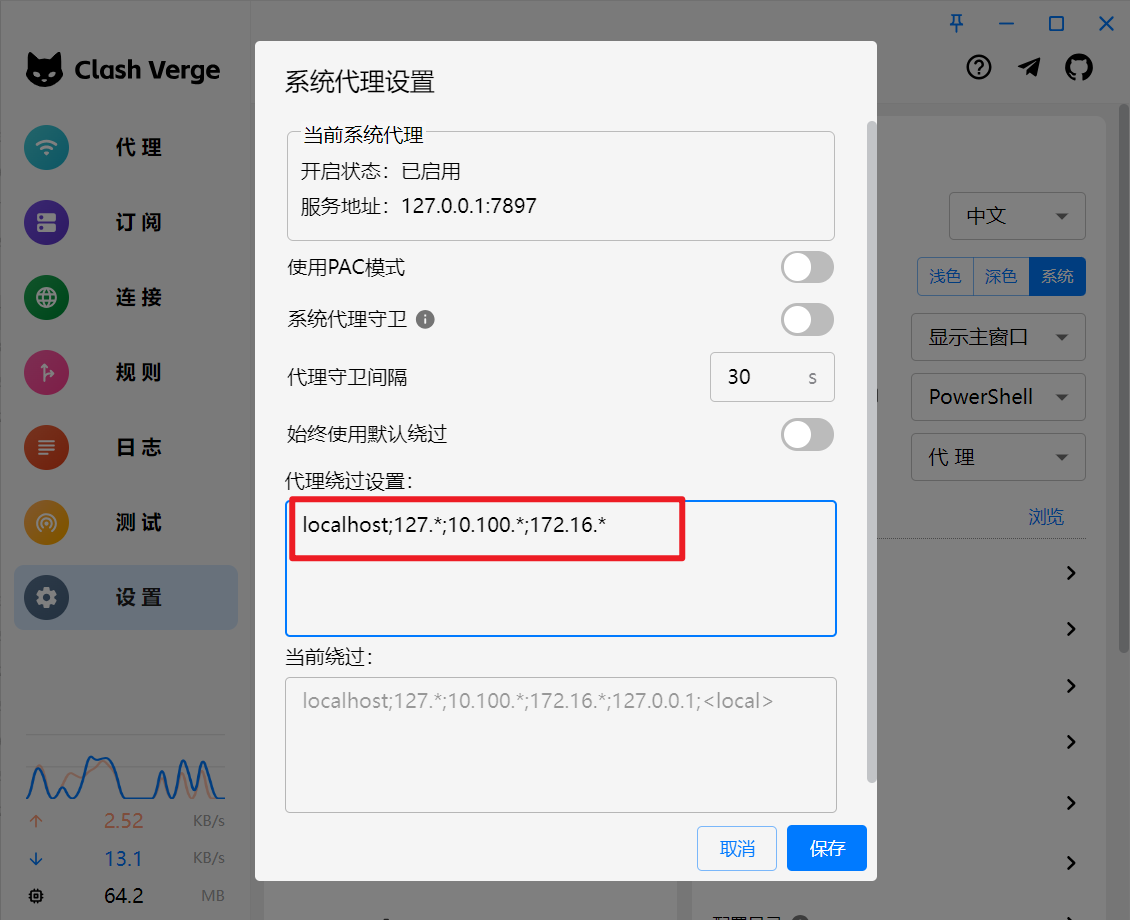 Clash Verge
代 理
订 阅
连 接
规 则
日 志
测 试
设 置
2.52 KB/s
13.1 KB/s
64.2 MB
系统代理设置
当前系统代理
开启状态：已启用
服务地址：127.0.0.1:7897
使用PAC模式
系统代理守卫
代理守卫间隔
30 s
始终使用默认绕过
代理绕过设置：
localhost;127.*;10.100.*;172.16.*
当前绕过：
localhost;127.*;10.100.*;172.16.*;127.0.0.1;<local>
取消
保存
中文
浅色 深色 系统
显示主窗口
PowerShell
代 理
浏览